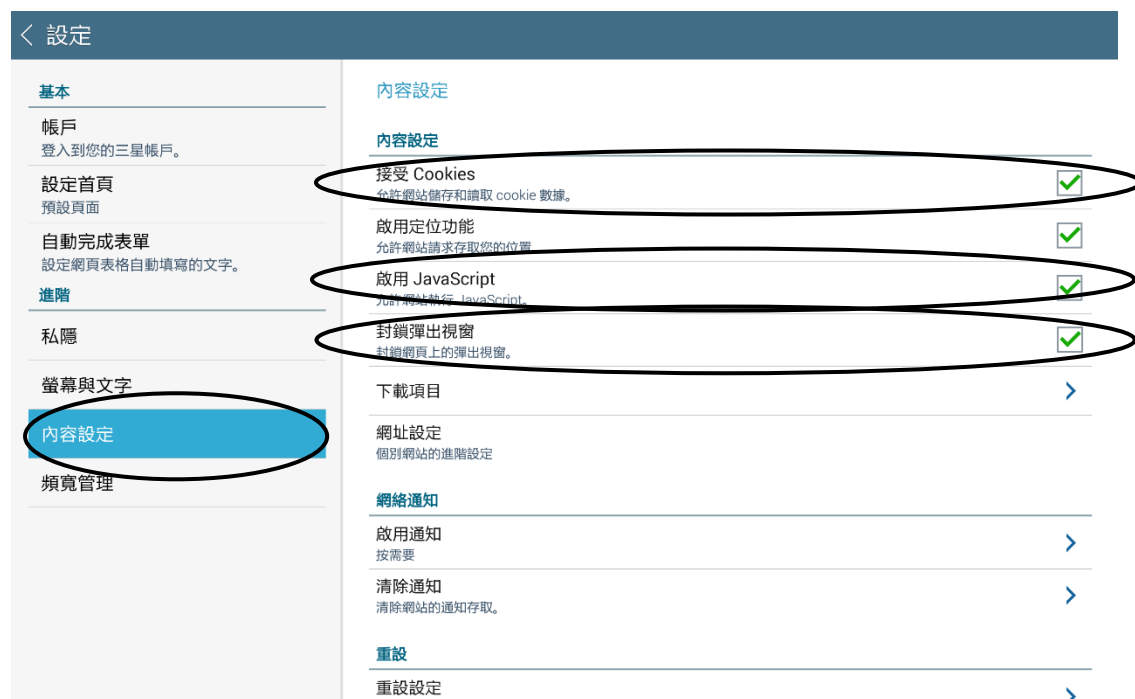 設定
基本
帳戶
登入到您的三星帳戶。
設定首頁
預設頁面
自動完成表單
設定網頁表格自動填寫的文字。
進階
私隱
螢幕與文字
內容設定
頻寬管理
內容設定
內容設定
接受 Cookies
允許網站儲存和讀取 cookie 數據。
啟用定位功能
允許網站請求存取您的位置
啟用 JavaScript
允許網站執行 JavaScript。
封鎖彈出視窗
封鎖網頁上的彈出視窗。
下載項目
網址設定
個別網站的進階設定
網絡通知
啟用通知
按需要
清除通知
清除網站的通知存取。
重設
重設設定